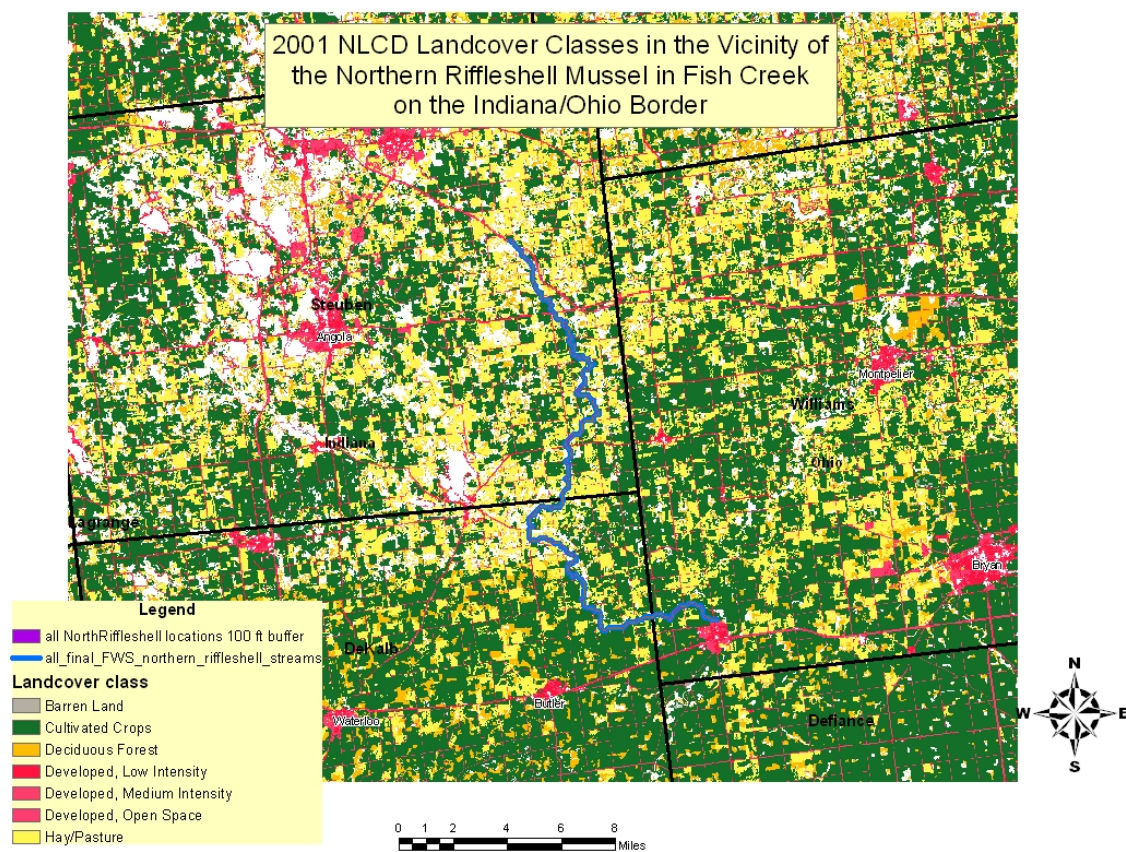 2001 NLCD Landcover Classes in the Vicinity of
the Northern Riffleshell Mussel in Fish Creek
on the Indiana/Ohio Border
Steuben
Angola
Montpelier
Williams
Indiana
Ohio
Lagrange
Bryan
DeKalb
Butler
Waterloo
Defiance
Legend
all NorthRiffleshell locations 100 ft buffer
all_final_FWS_northern_riffleshell_streams
Landcover class
Barren Land
Cultivated Crops
Deciduous Forest
Developed, Low Intensity
Developed, Medium Intensity
Developed, Open Space
Hay/Pasture
N
W E
S
0 1 2 4 6 8
Miles